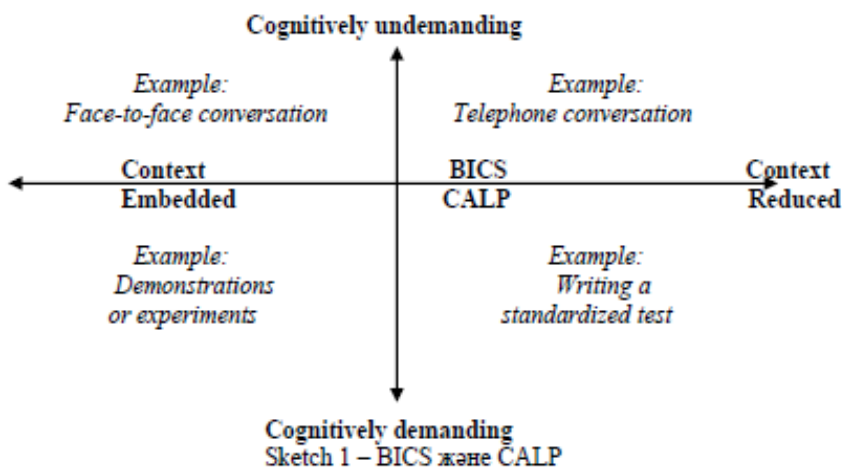 Cognitively undemanding
Example:
Face-to-face conversation
Example:
Telephone conversation
Context
Embedded
BICS
CALP
Context
Reduced
Example:
Demonstrations
or experiments
Example:
Writing a
standardized test
Cognitively demanding
Sketch 1 – BICS және CALP